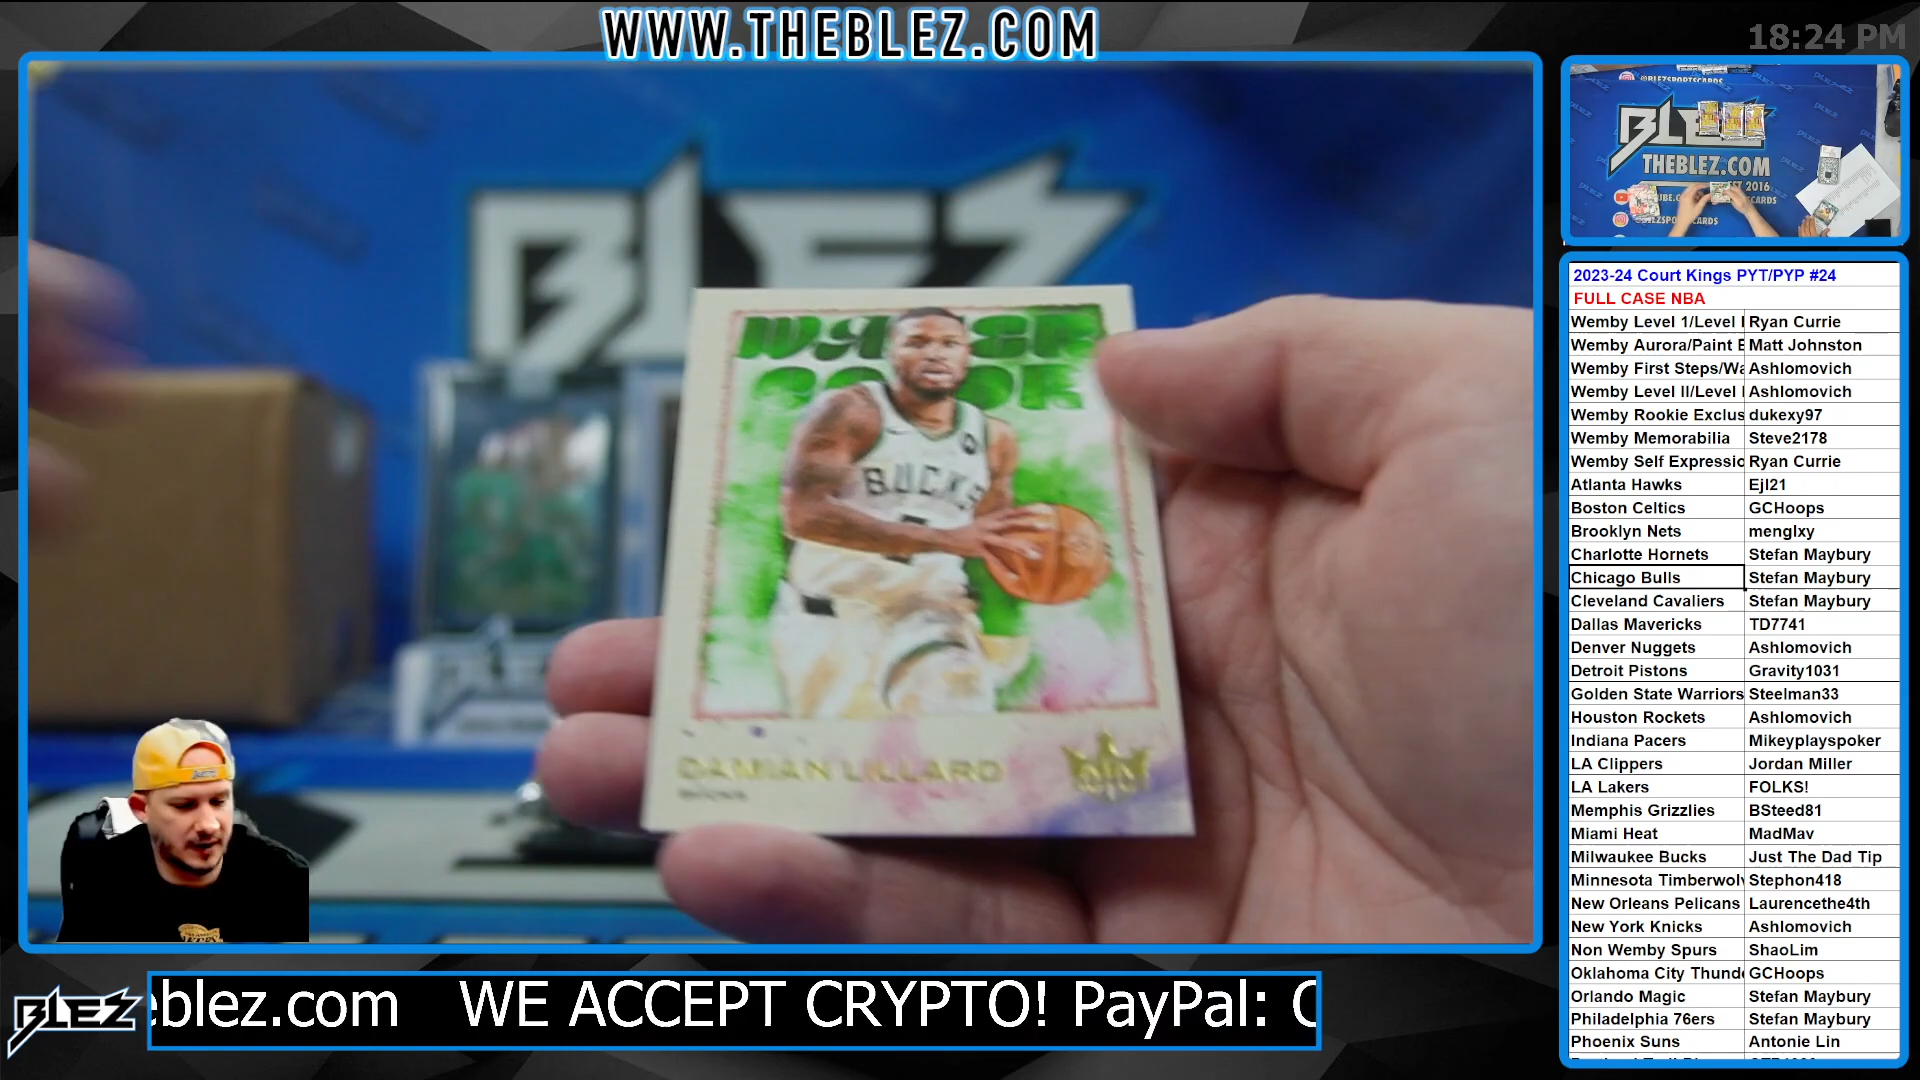 WWW.THEBLEZ.COM
18:24 PM
BLEZ
BUCKS
DAMIAN LILLARD
BLEZ
THEBLEZ.COM
2023-24 Court Kings PYT/PYP #24
FULL CASE NBA
Wemby Level 1/Level Ryan Currie
Wemby Aurora/Paint Matt Johnston
Wemby First Steps/Wa Ashlomovich
Wemby Level II/Level Ashlomovich
Wemby Rookie Exclus dukexy97
Wemby Memorabilia Steve2178
Wemby Self Expressio Ryan Currie
Atlanta Hawks Ejl21
Boston Celtics GCHoops
Brooklyn Nets menglxy
Charlotte Hornets Stefan Maybury
Chicago Bulls Stefan Maybury
Cleveland Cavaliers Stefan Maybury
Dallas Mavericks TD7741
Denver Nuggets Ashlomovich
Detroit Pistons Gravity1031
Golden State Warriors Steelman33
Houston Rockets Ashlomovich
Indiana Pacers Mikeyplayspoker
LA Clippers Jordan Miller
LA Lakers FOLKS!
Memphis Grizzlies BSteed81
Miami Heat MadMav
Milwaukee Bucks Just The Dad Tip
Minnesota Timberwolv Stephon418
New Orleans Pelicans Laurencethe4th
New York Knicks Ashlomovich
Non Wemby Spurs ShaoLim
Oklahoma City Thund GCHoops
Orlando Magic Stefan Maybury
Philadelphia 76ers Stefan Maybury
Phoenix Suns Antonie Lin
BLEZ
eblez.com WE ACCEPT CRYPTO! PayPal: